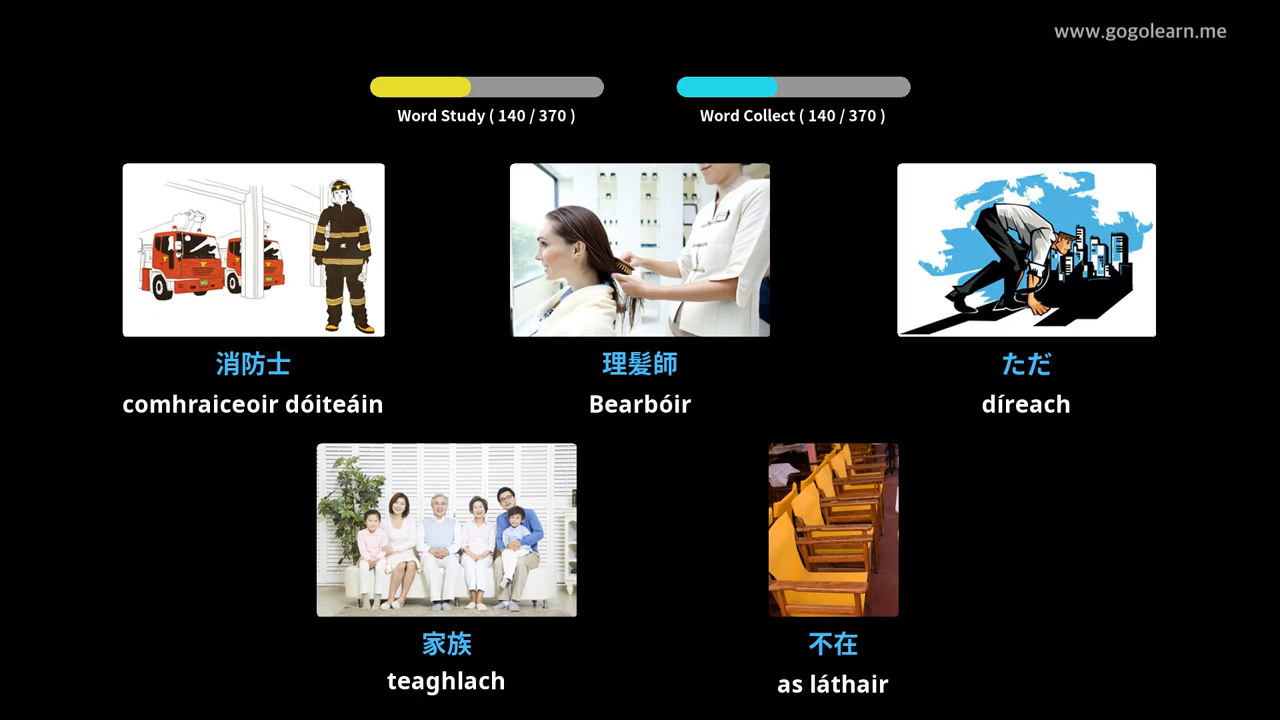 www.gogolearn.me
Word Study ( 140 / 370 )
Word Collect ( 140 / 370 )
消防士
comhraiceoir dóiteáin
理髪師
Bearbóir
ただ
díreach
家族
teaghlach
不在
as láthair